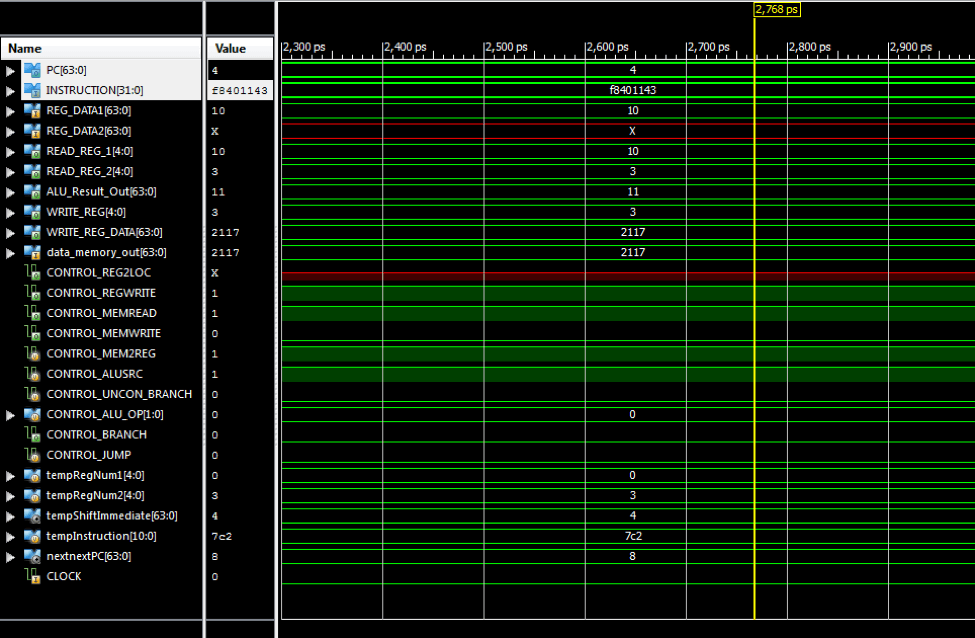 2,768 ps
Name Value 2,300 ps 2,400 ps 2,500 ps 2,600 ps 2,700 ps 2,800 ps 2,900 ps
PC[63:0] 4 4
INSTRUCTION[31:0] f8401143 f8401143
REG_DATA1[63:0] 10 10
REG_DATA2[63:0] X X
READ_REG_1[4:0] 10 10
READ_REG_2[4:0] 3 3
ALU_Result_Out[63:0] 11 11
WRITE_REG[4:0] 3 3
WRITE_REG_DATA[63:0] 2117 2117
data_memory_out[63:0] 2117 2117
CONTROL_REG2LOC X
CONTROL_REGWRITE 1
CONTROL_MEMREAD 1
CONTROL_MEMWRITE 0
CONTROL_MEM2REG 1
CONTROL_ALUSRC 1
CONTROL_UNCON_BRANCH 0
CONTROL_ALU_OP[1:0] 0 0
CONTROL_BRANCH 0
CONTROL_JUMP 0
tempRegNum1[4:0] 0 0
tempRegNum2[4:0] 3 3
tempShiftImmediate[63:0] 4 4
tempInstruction[10:0] 7c2 7c2
nextnextPC[63:0] 8 8
CLOCK 0